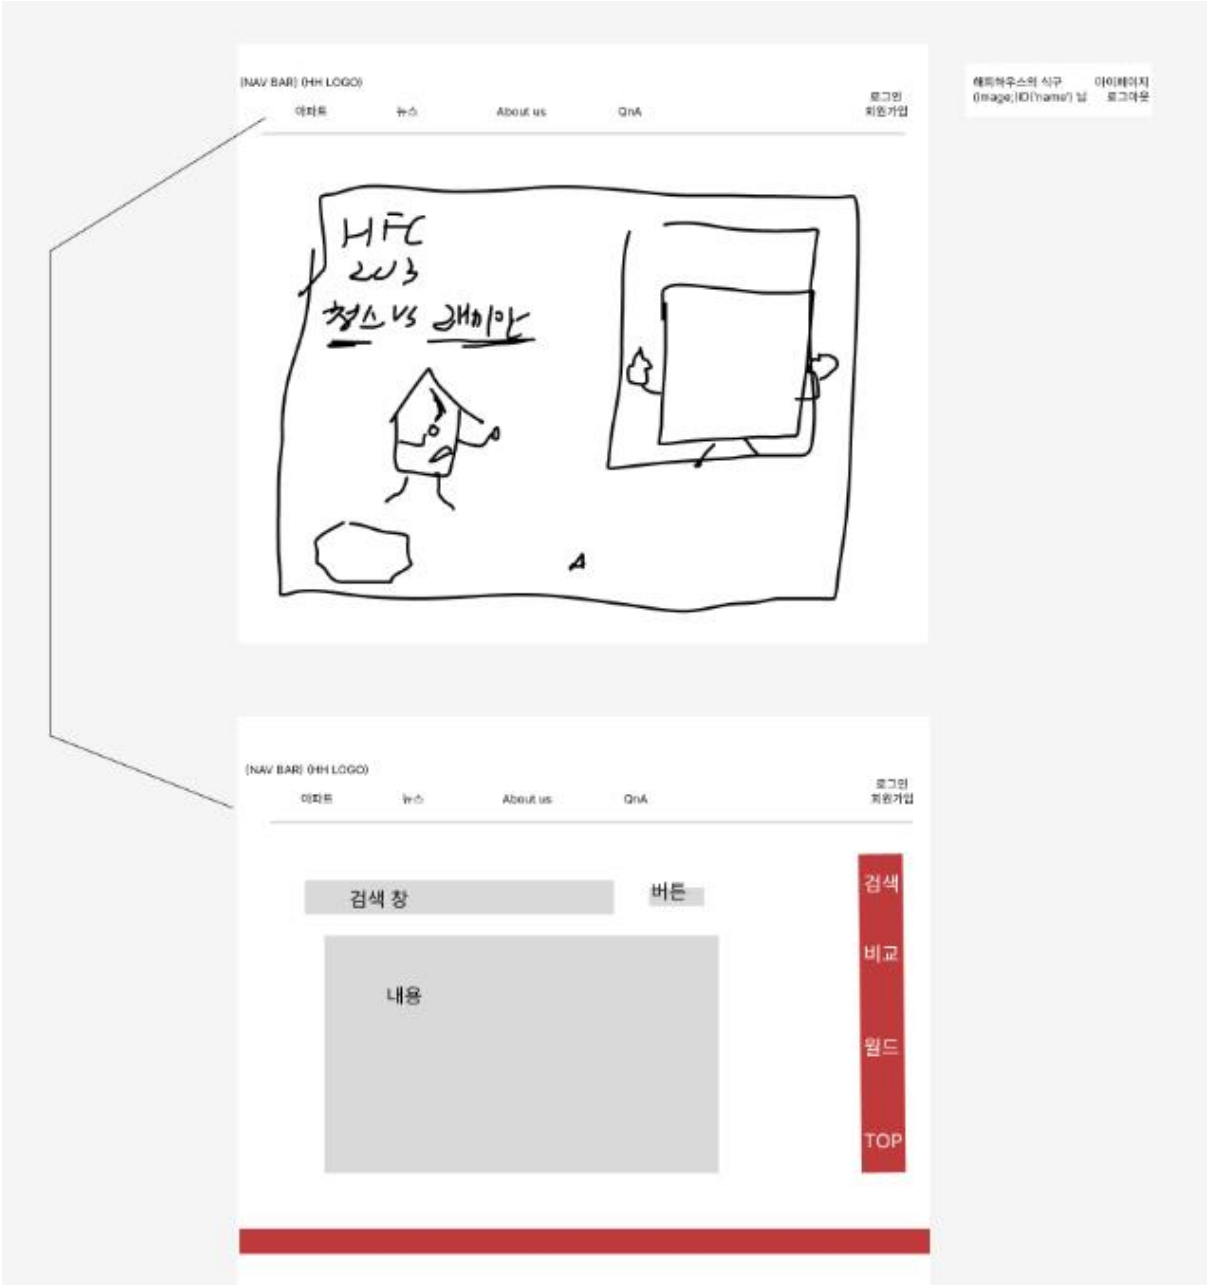 (NAV BAR) (HH LOGO)
로그인
아파트 뉴스 About us QnA 회원가입
해피하우스의 식구 마이페이지
(image;)ID('name') 님 로그아웃
HFC
203
청스 vs 래미안
(NAV BAR) (HH LOGO)
로그인
아파트 뉴스 About us QnA 회원가입
검색 창 버튼
내용
검색
비교
월드
TOP